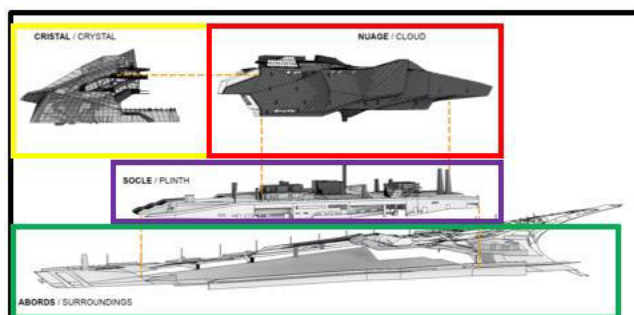 CRISTAL / CRYSTAL
NUAGE / CLOUD
SOCLE / PLINTH
ABORDS / SURROUNDINGS